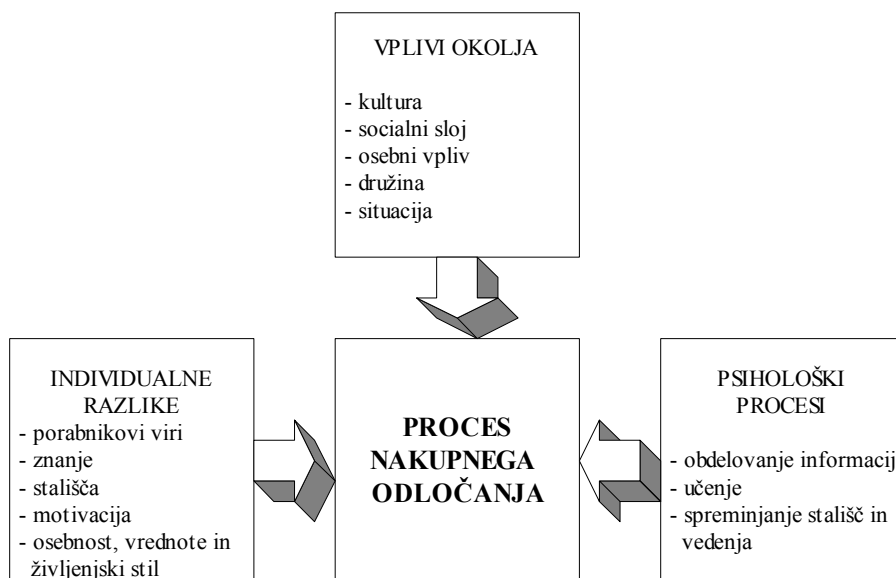 VPLIVI OKOLJA
- kultura
- socialni sloj
- osebni vpliv
- družina
- situacija
INDIVIDUALNE
RAZLIKE
- porabnikovi viri
- znanje
- stališča
- motivacija
- osebnost, vrednote in
življenjski stil
PROCES
NAKUPNEGA
ODLOČANJA
PSIHOLOŠKI
PROCESI
- obdelovanje informacij
- učenje
- spreminjanje stališč in
vedenja